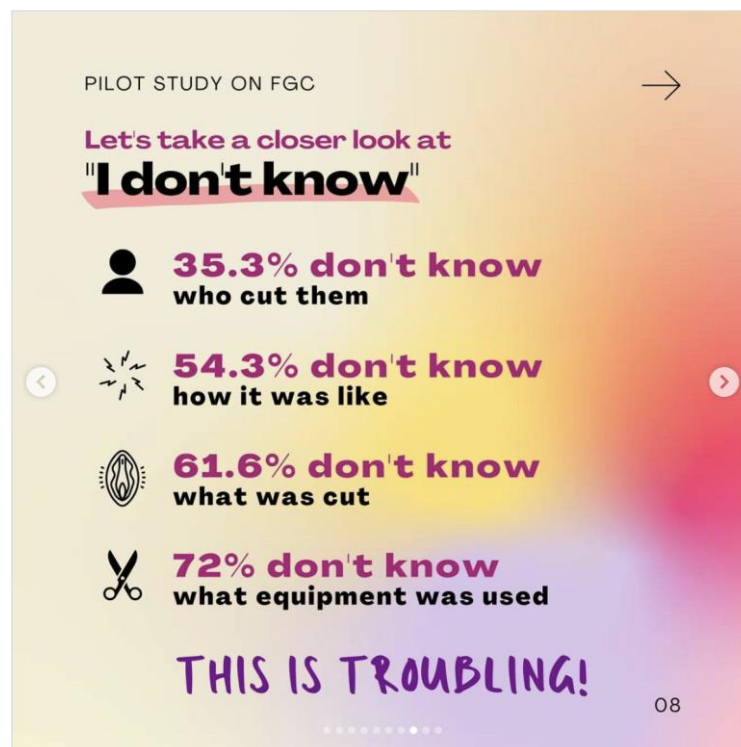 PILOT STUDY ON FGC
Let's take a closer look at
"I don't know"
35.3% don't know
who cut them
54.3% don't know
how it was like
61.6% don't know
what was cut
72% don't know
what equipment was used
THIS IS TROUBLING!
08